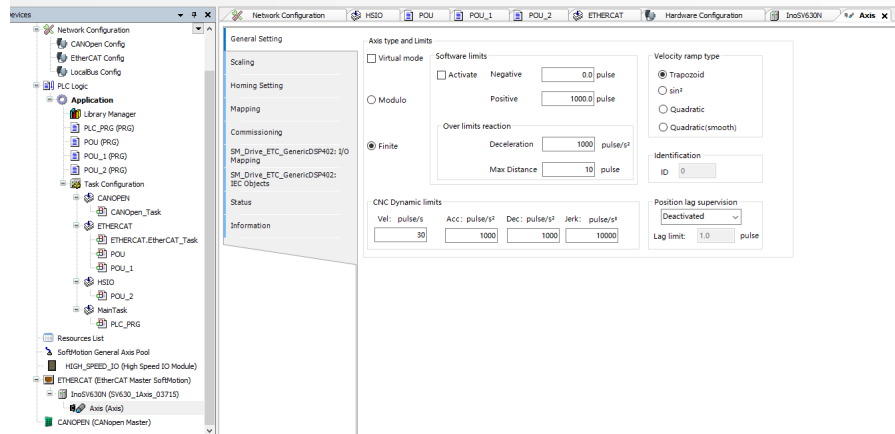 evices
Network Configuration
CANOpen Config
EtherCAT Config
LocalBus Config
PLC Logic
Application
Library Manager
PLC_PRG (PRG)
POU (PRG)
POU_1 (PRG)
POU_2 (PRG)
Task Configuration
CANOPEN
CANOpen_Task
ETHERCAT
ETHERCAT.EtherCAT_Task
POU
POU_1
HSIO
POU_2
MainTask
PLC_PRG
Resources List
SoftMotion General Axis Pool
HIGH_SPEED_IO (High Speed IO Module)
ETHERCAT (EtherCAT Master SoftMotion)
InoSV630N (SV630_1Axis_03715)
Axis (Axis)
CANOPEN (CANopen Master)
Network Configuration HSIO POU POU_1 POU_2 ETHERCAT Hardware Configuration InoSV630N Axis X
General Setting
Scaling
Homing Setting
Mapping
Commissioning
SM_Drive_ETC_GenericDSP402: I/O
Mapping
SM_Drive_ETC_GenericDSP402:
IEC Objects
Status
Information
Axis type and Limits
Virtual mode
Modulo
Finite
Software limits
Activate Negative 0.0 pulse
Positive 1000.0 pulse
Over limits reaction
Deceleration 1000 pulse/s²
Max Distance 10 pulse
CNC Dynamic limits
Vel: pulse/s Acc: pulse/s² Dec: pulse/s² Jerk: pulse/s³
30 1000 1000 10000
Velocity ramp type
Trapozoid
sin²
Quadratic
Quadratic(smooth)
Identification
ID 0
Position lag supervision
Deactivated
Lag limit: 1.0 pulse